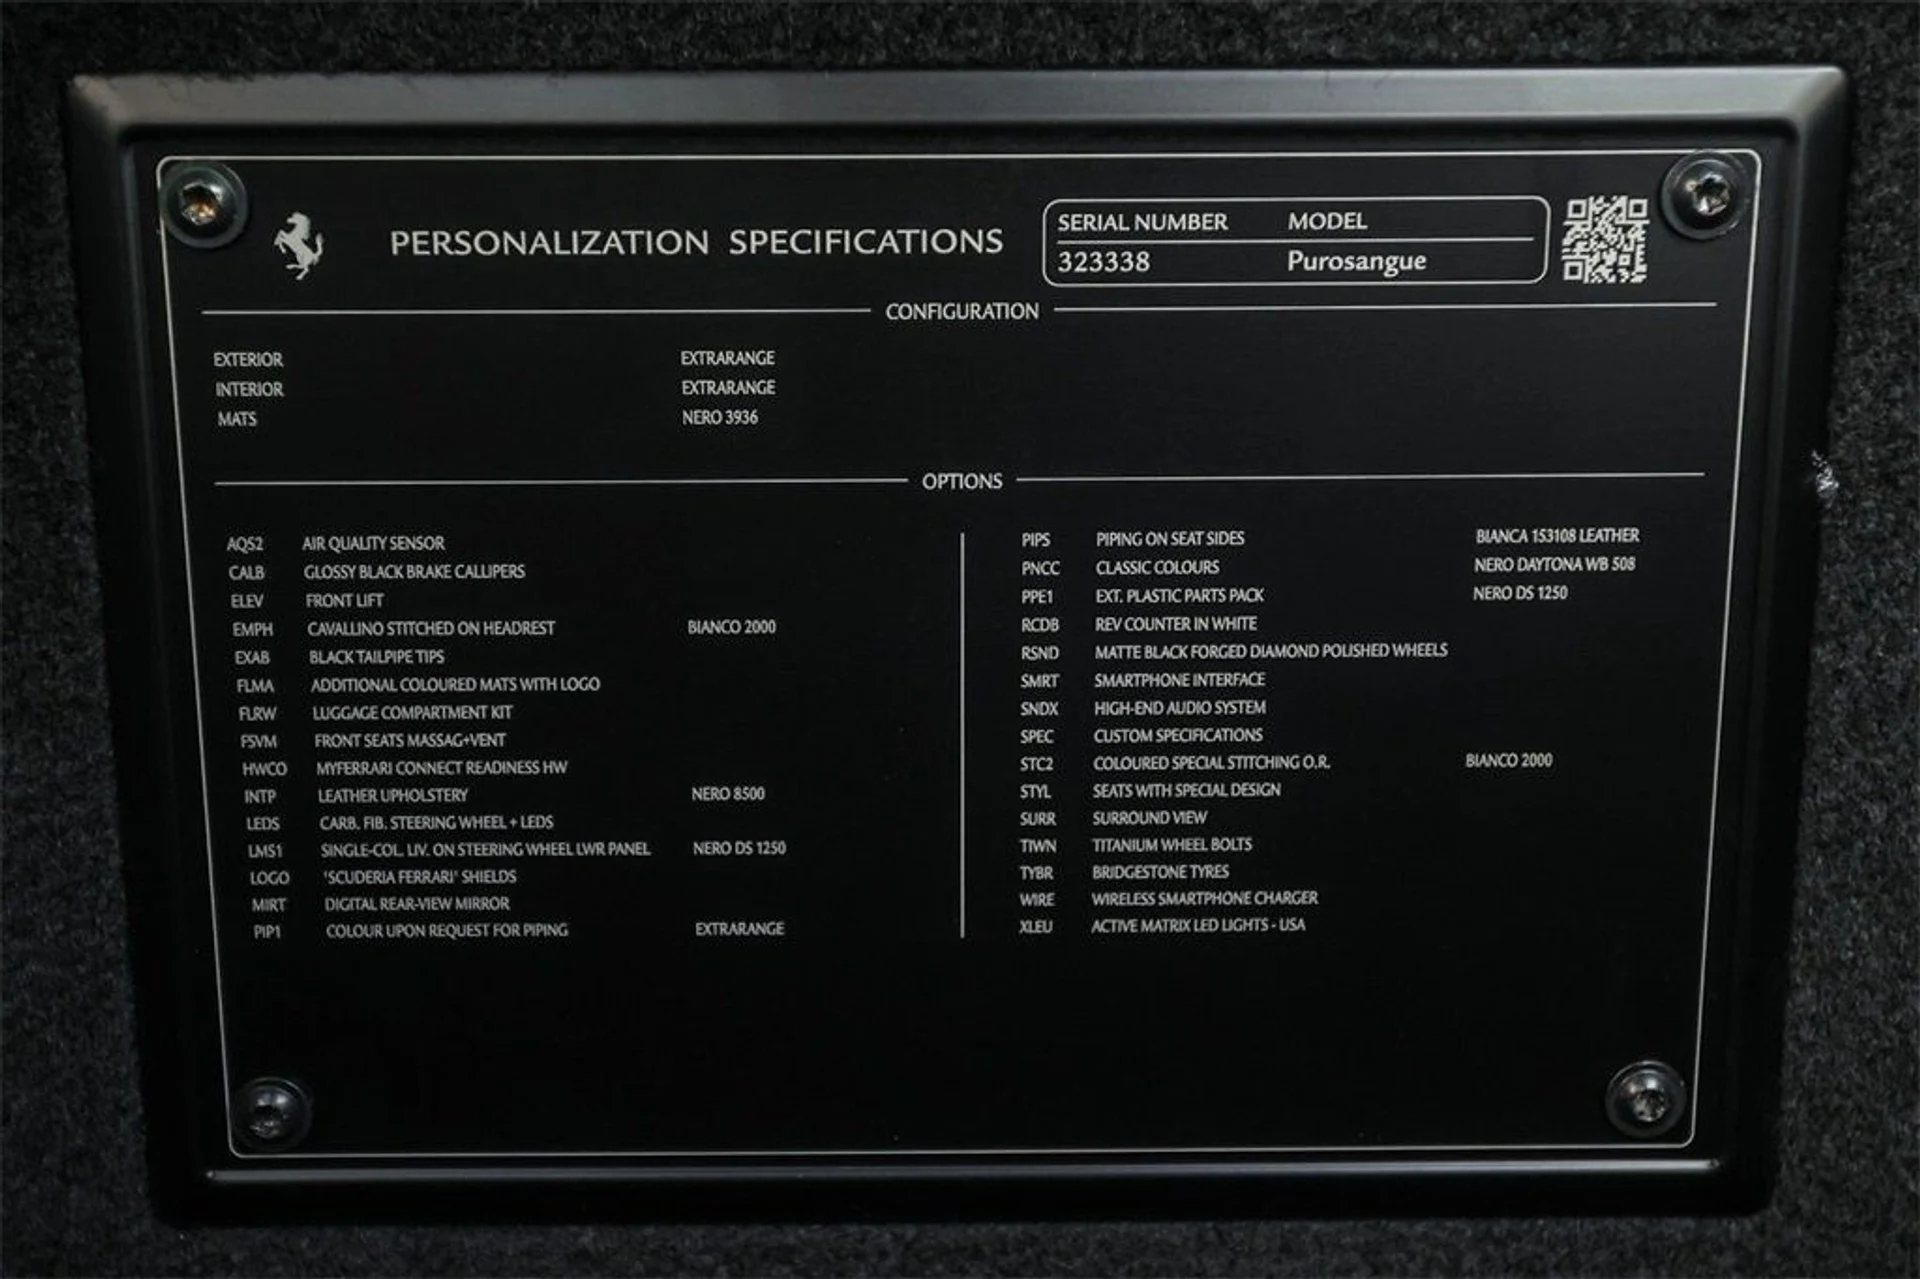 PERSONALIZATION SPECIFICATIONS
SERIAL NUMBER MODEL
323338 Purosangue
CONFIGURATION
EXTERIOR EXTRARANGE
INTERIOR EXTRARANGE
MATS NERO 3936
OPTIONS
AQS2 AIR QUALITY SENSOR
CALB GLOSSY BLACK BRAKE CALLIPERS
ELEV FRONT LIFT
EMPH CAVALLINO STITCHED ON HEADREST BIANCO 2000
EXAB BLACK TAILPIPE TIPS
FLMA ADDITIONAL COLOURED MATS WITH LOGO
FLRW LUGGAGE COMPARTMENT KIT
FSVM FRONT SEATS MASSAG+VENT
HWCO MYFERRARI CONNECT READINESS HW
INTP LEATHER UPHOLSTERY NERO 8500
LEDS CARB. FIB. STEERING WHEEL + LEDS
LMS1 SINGLE-COL. LIV. ON STEERING WHEEL LWR PANEL NERO DS 1250
LOGO 'SCUDERIA FERRARI' SHIELDS
MIRT DIGITAL REAR-VIEW MIRROR
PIP1 COLOUR UPON REQUEST FOR PIPING EXTRARANGE
PIPS PIPING ON SEAT SIDES BIANCA 153108 LEATHER
PNCC CLASSIC COLOURS NERO DAYTONA WB 508
PPE1 EXT. PLASTIC PARTS PACK NERO DS 1250
RCDB REV COUNTER IN WHITE
RSND MATTE BLACK FORGED DIAMOND POLISHED WHEELS
SMRT SMARTPHONE INTERFACE
SNDX HIGH-END AUDIO SYSTEM
SPEC CUSTOM SPECIFICATIONS
STC2 COLOURED SPECIAL STITCHING O.R. BIANCO 2000
STYL SEATS WITH SPECIAL DESIGN
SURR SURROUND VIEW
TIWN TITANIUM WHEEL BOLTS
TYBR BRIDGESTONE TYRES
WIRE WIRELESS SMARTPHONE CHARGER
XLEU ACTIVE MATRIX LED LIGHTS - USA